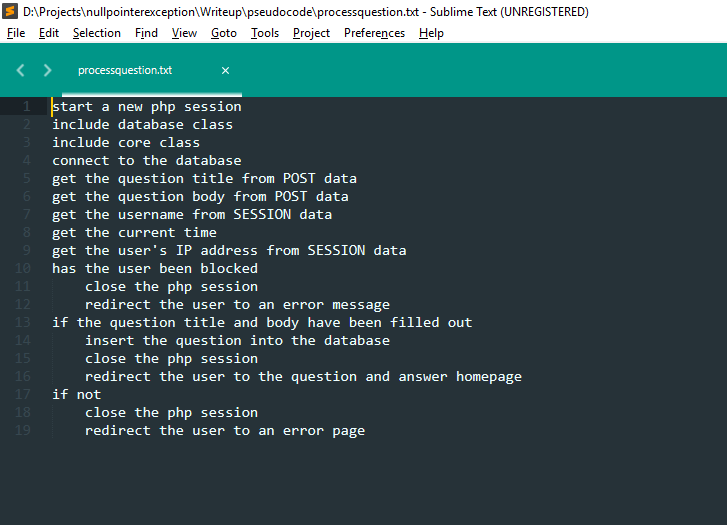 D:\Projects\nullpointerexception\Writeup\pseudocode\processquestion.txt - Sublime Text (UNREGISTERED)
File Edit Selection Find View Goto Tools Project Preferences Help
processquestion.txt ×
1 start a new php session
2 include database class
3 include core class
4 connect to the database
5 get the question title from POST data
6 get the question body from POST data
7 get the username from SESSION data
8 get the current time
9 get the user's IP address from SESSION data
10 has the user been blocked
11     close the php session
12     redirect the user to an error message
13 if the question title and body have been filled out
14     insert the question into the database
15     close the php session
16     redirect the user to the question and answer homepage
17 if not
18     close the php session
19     redirect the user to an error page